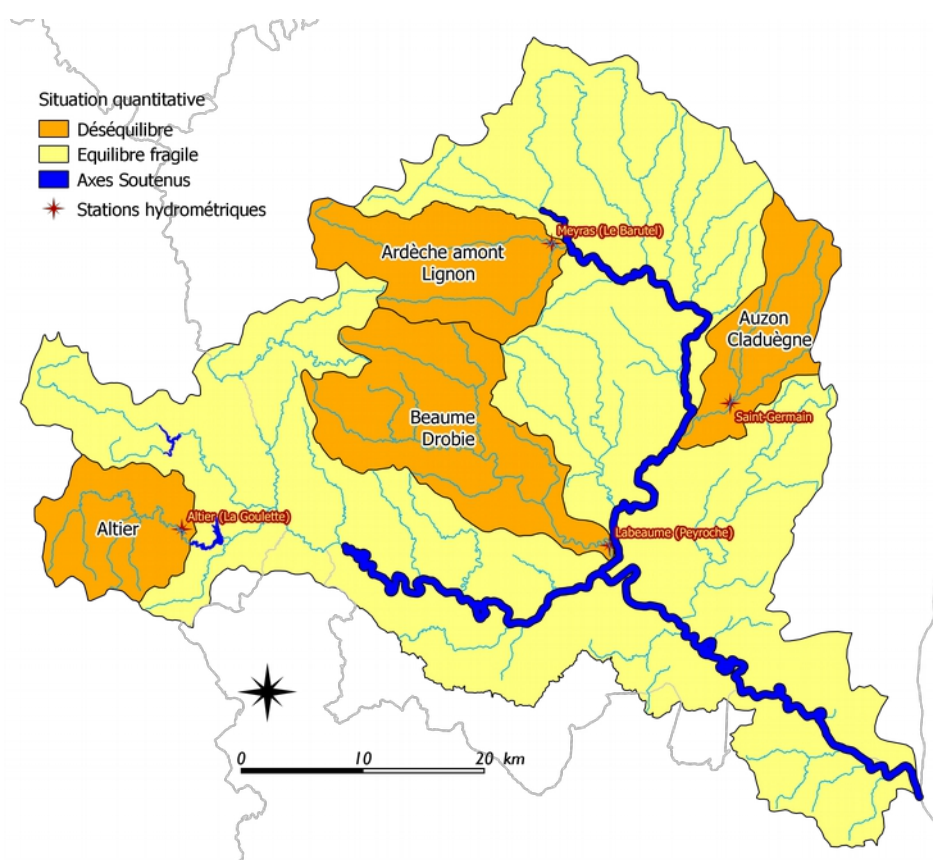 Situation quantitative
Déséquilibre
Equilibre fragile
Axes Soutenus
Stations hydrométriques
Meyras (Le Barutel)
Ardèche amont
Lignon
Auzon
Claduègne
Saint-Germain
Beaume
Drobie
Altier (La Goulette)
Altier
Labeaume (Peyroche)
0 10 20 km